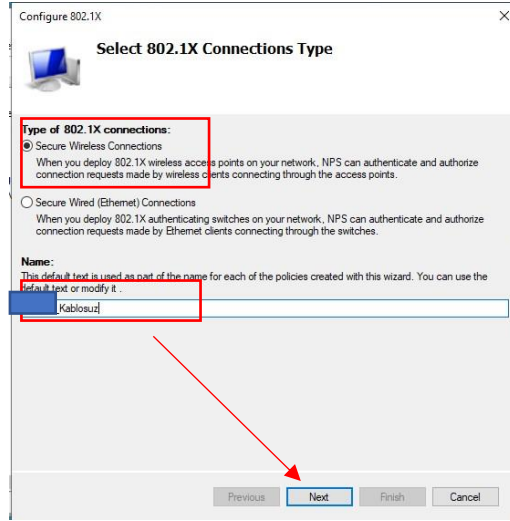 Configure 802.1X
Select 802.1X Connections Type
Type of 802.1X connections:
Secure Wireless Connections
When you deploy 802.1X wireless access points on your network, NPS can authenticate and authorize
connection requests made by wireless clients connecting through the access points.
Secure Wired (Ethernet) Connections
When you deploy 802.1X authenticating switches on your network, NPS can authenticate and authorize
connection requests made by Ethernet clients connecting through the switches.
Name:
This default text is used as part of the name for each of the policies created with this wizard. You can use the
default text or modify it .
_Kablosuz
Previous Next Finish Cancel